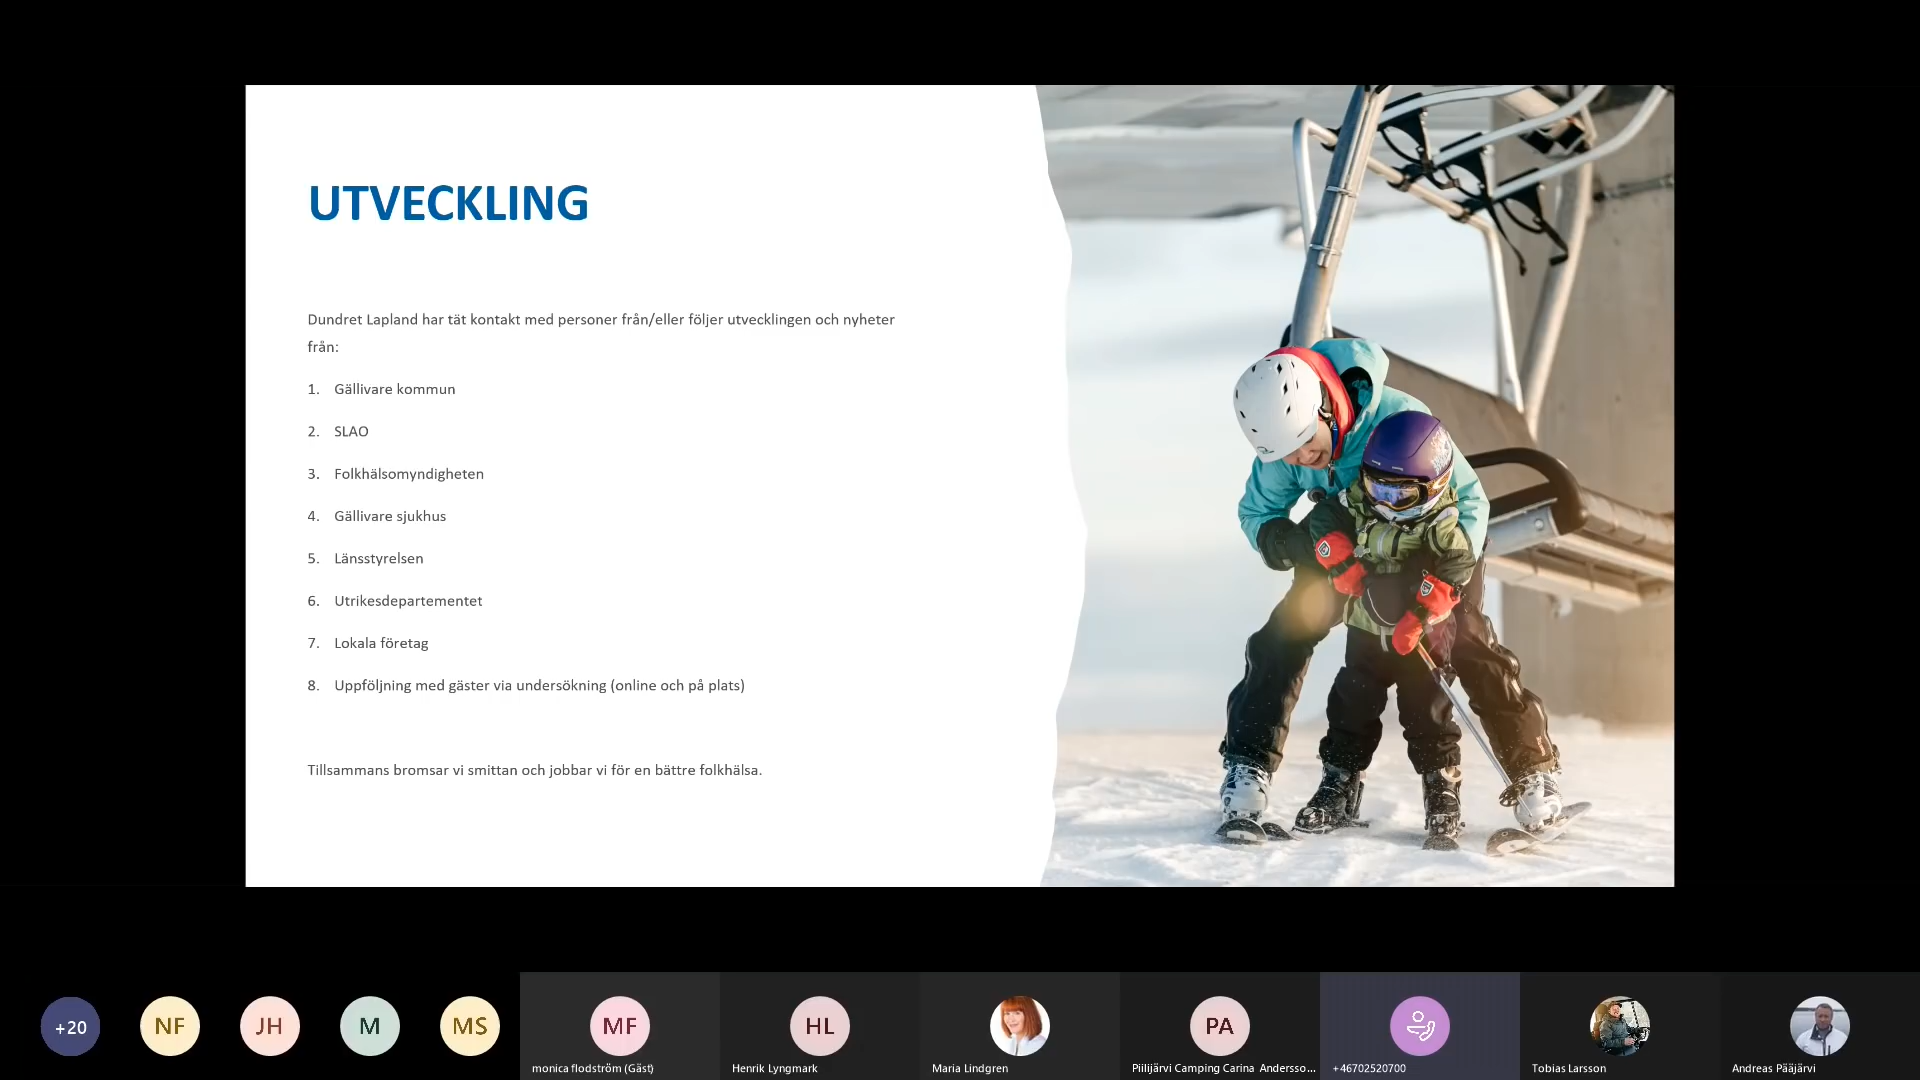 UTVECKLING
Dundret Lapland har tät kontakt med personer från/eller följer utvecklingen och nyheter
från:
1. Gällivare kommun
2. SLAO
3. Folkhälsomyndigheten
4. Gällivare sjukhus
5. Länsstyrelsen
6. Utrikesdepartementet
7. Lokala företag
8. Uppföljning med gäster via undersökning (online och på plats)
Tillsammans bromsar vi smittan och jobbar vi för en bättre folkhälsa.
+20
NF
JH
M
MS
MF
HL
PA
monica flodström (Gäst)
Henrik Lyngmark
Maria Lindgren
Piilijärvi Camping Carina Andersso...
+46702520700
Tobias Larsson
Andreas Pääjärvi